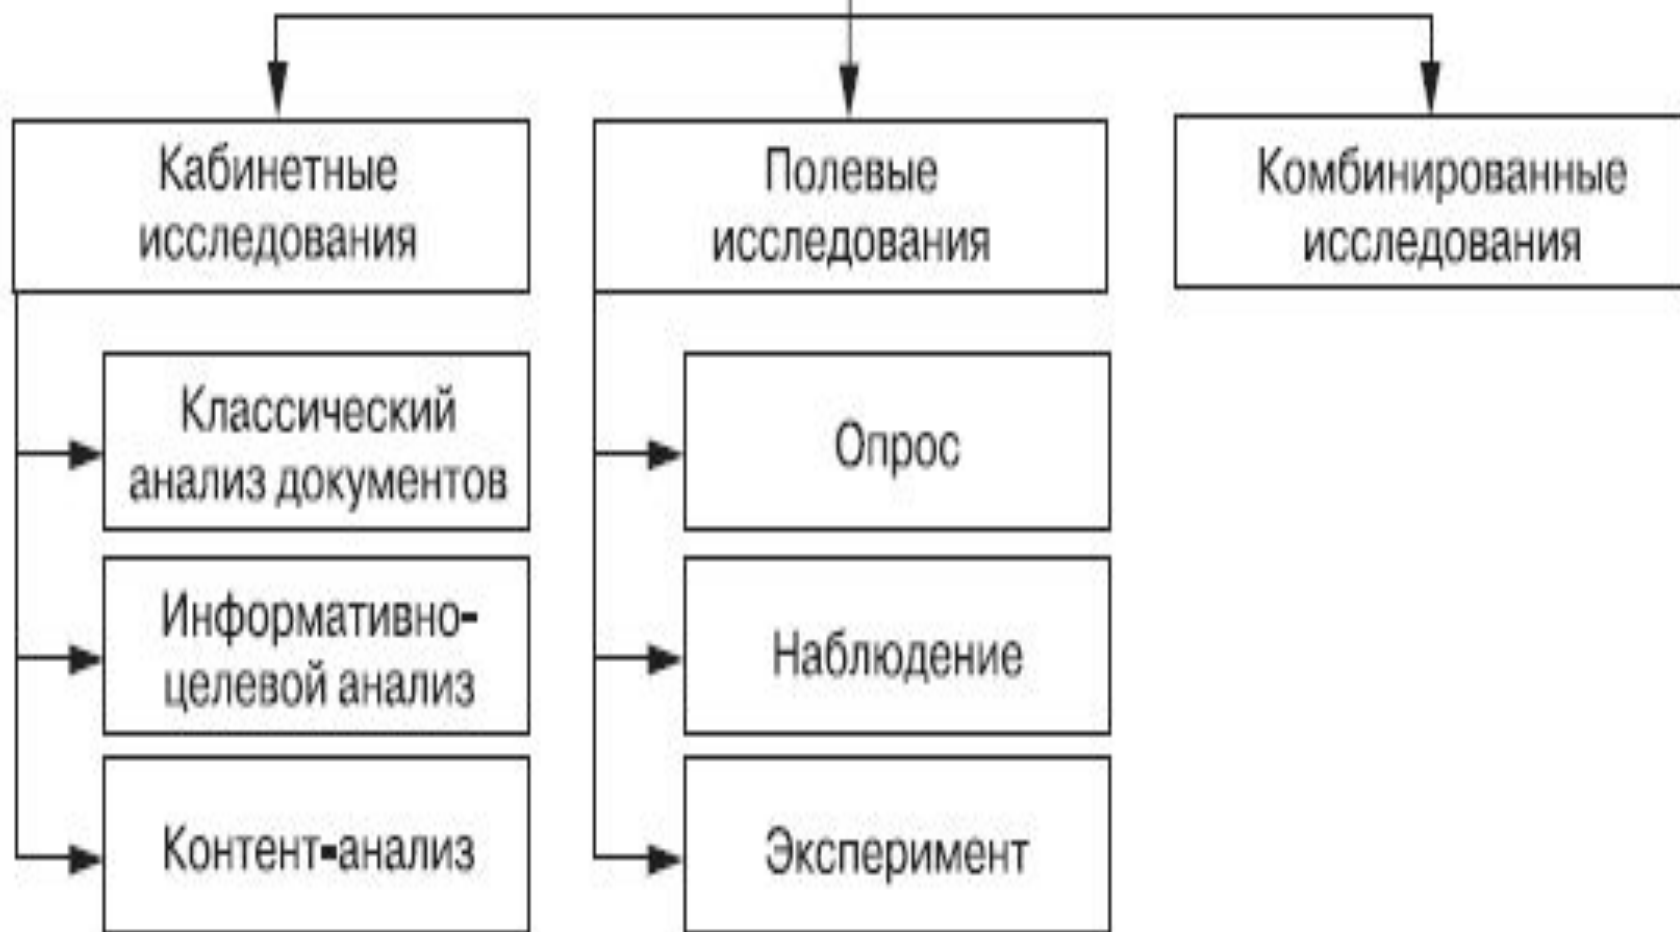 Кабинетные
исследования
Полевые
исследования
Комбинированные
исследования
Классический
анализ документов
Опрос
Информативно-
целевой анализ
Наблюдение
Контент-анализ
Эксперимент